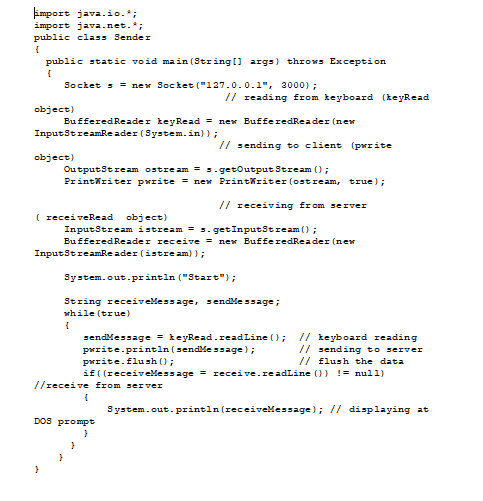 import java.io.*;
import java.net.*;
public class Sender
{
  public static void main(String[] args) throws Exception
  {
     Socket s = new Socket("127.0.0.1", 3000);
                               // reading from keyboard (keyRead
object)
     BufferedReader keyRead = new BufferedReader(new
InputStreamReader(System.in));
                              // sending to client (pwrite
object)
     OutputStream ostream = s.getOutputStream();
     PrintWriter pwrite = new PrintWriter(ostream, true);

                              // receiving from server
( receiveRead  object)
     InputStream istream = s.getInputStream();
     BufferedReader receive = new BufferedReader(new
InputStreamReader(istream));

     System.out.println("Start");

     String receiveMessage, sendMessage;
     while(true)
     {
        sendMessage = keyRead.readLine();  // keyboard reading
        pwrite.println(sendMessage);       // sending to server
        pwrite.flush();                    // flush the data
        if((receiveMessage = receive.readLine()) != null)
//receive from server
        {
            System.out.println(receiveMessage); // displaying at
DOS prompt
        }
      }
    }
}